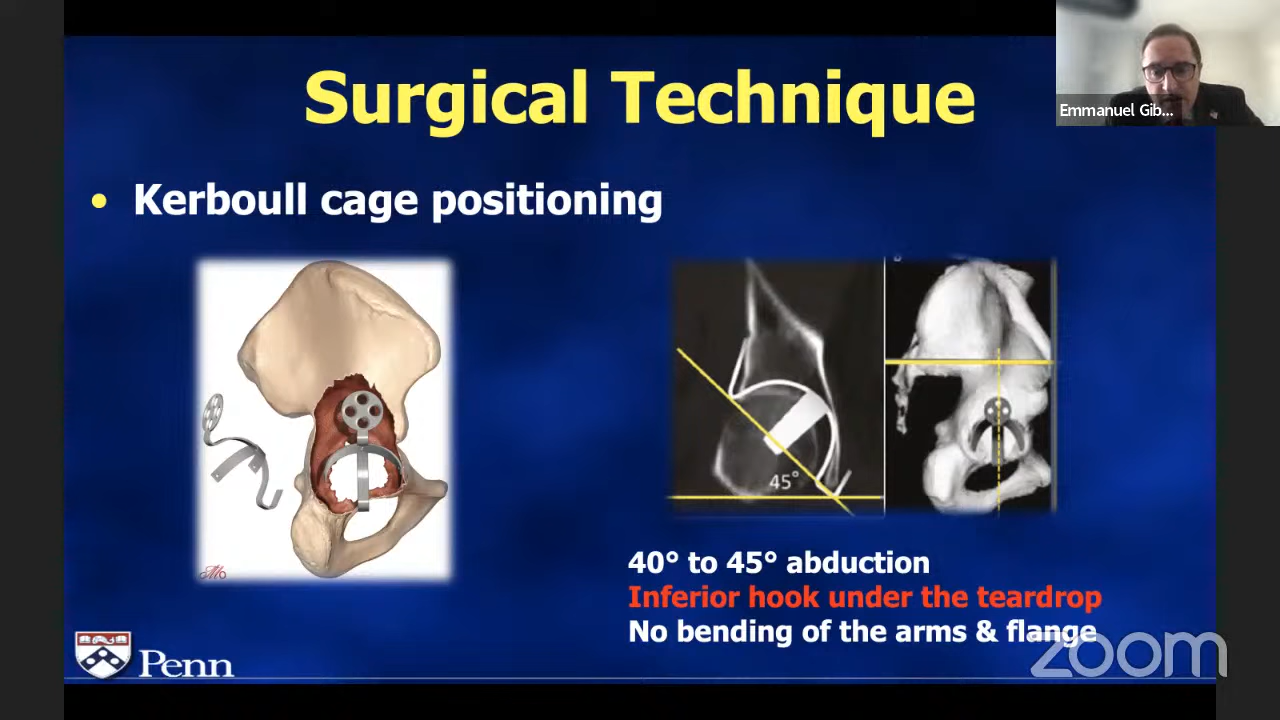 Surgical Technique
Emmanuel Gib...
• Kerboull cage positioning
45°
40° to 45° abduction
Inferior hook under the teardrop
No bending of the arms & flange
Penn
zoom